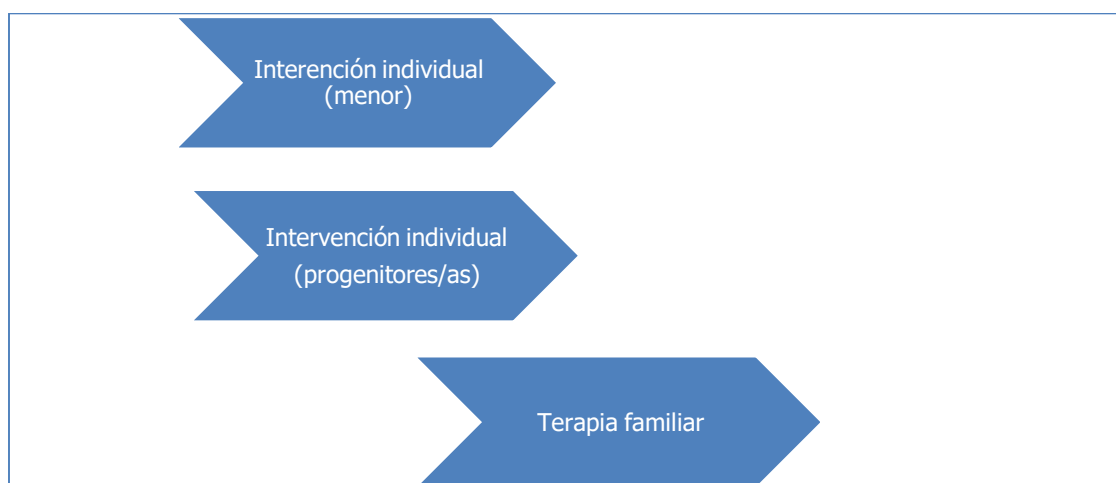 Interención individual
(menor)
Intervención individual
(progenitores/as)
Terapia familiar